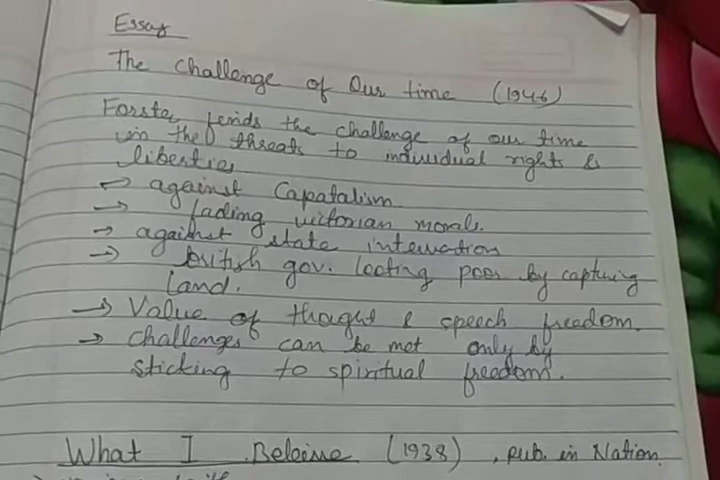 Essay
The Challenge of Our time (1946)
Forster finds the challenge of our time
in the threats to individual right &
liberties
→ against Capatalism
→ fading victorian morals.
→ against state intervention
→ british gov. looting poor by capturing
land.
→ Value of thought & speech freedom.
→ Challenges can be met only by
sticking to spiritual freedom.
What I Beleive (1938), pub. in Nation